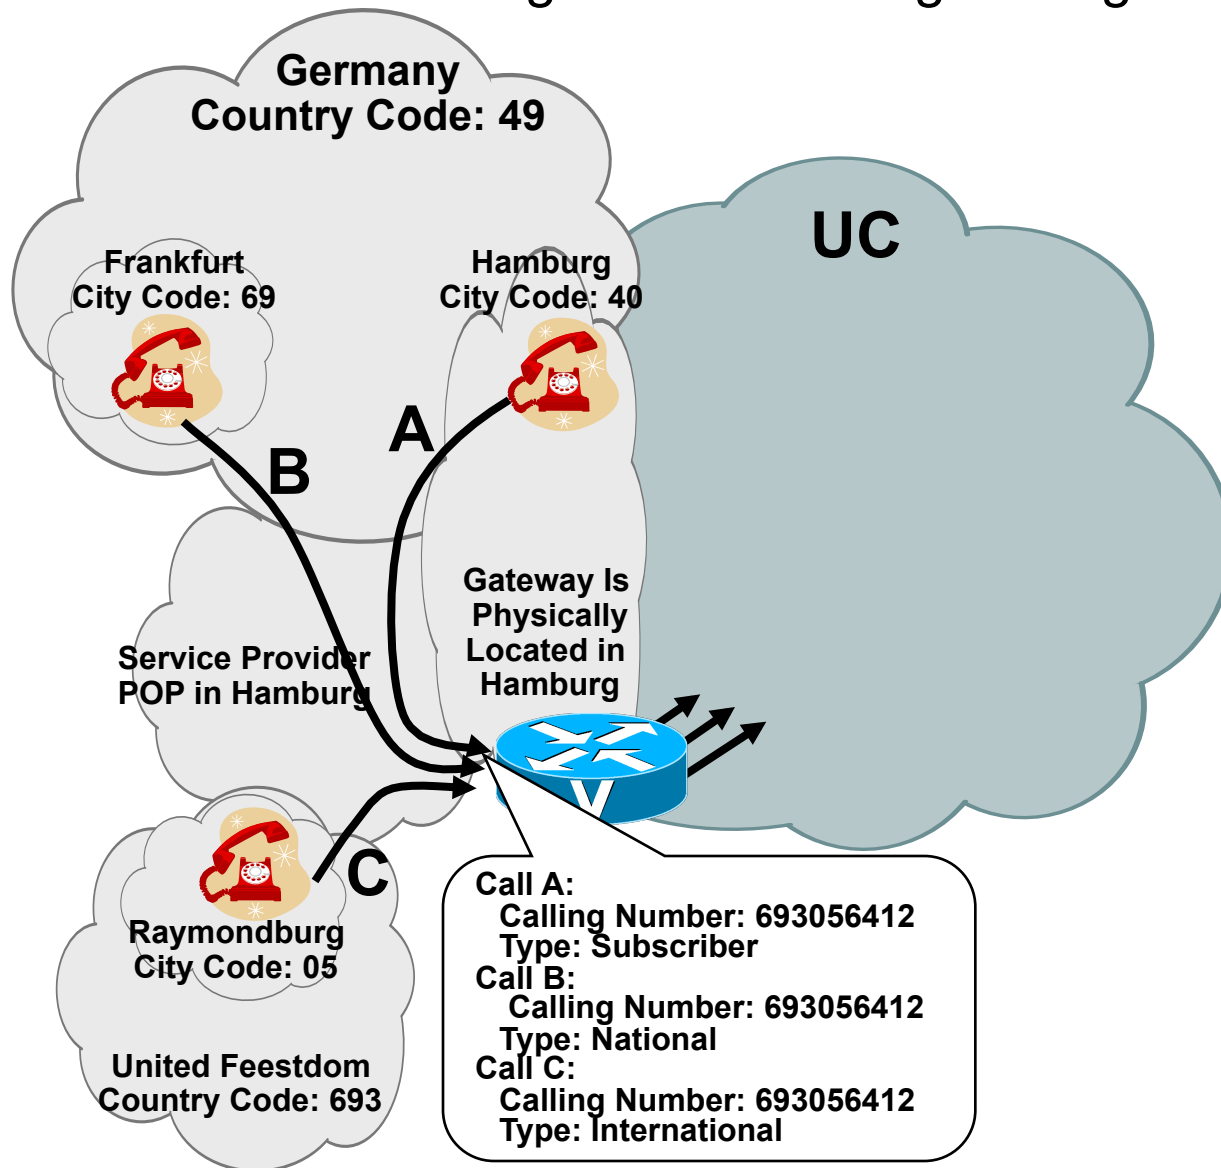 Germany
Country Code: 49
UC
Frankfurt
City Code: 69
Hamburg
City Code: 40
A
B
Gateway Is
Physically
Located in
Hamburg
Service Provider
POP in Hamburg
V
C
Raymondburg
City Code: 05
United Feestdom
Country Code: 693
Call A:
Calling Number: 693056412
Type: Subscriber
Call B:
Calling Number: 693056412
Type: National
Call C:
Calling Number: 693056412
Type: International